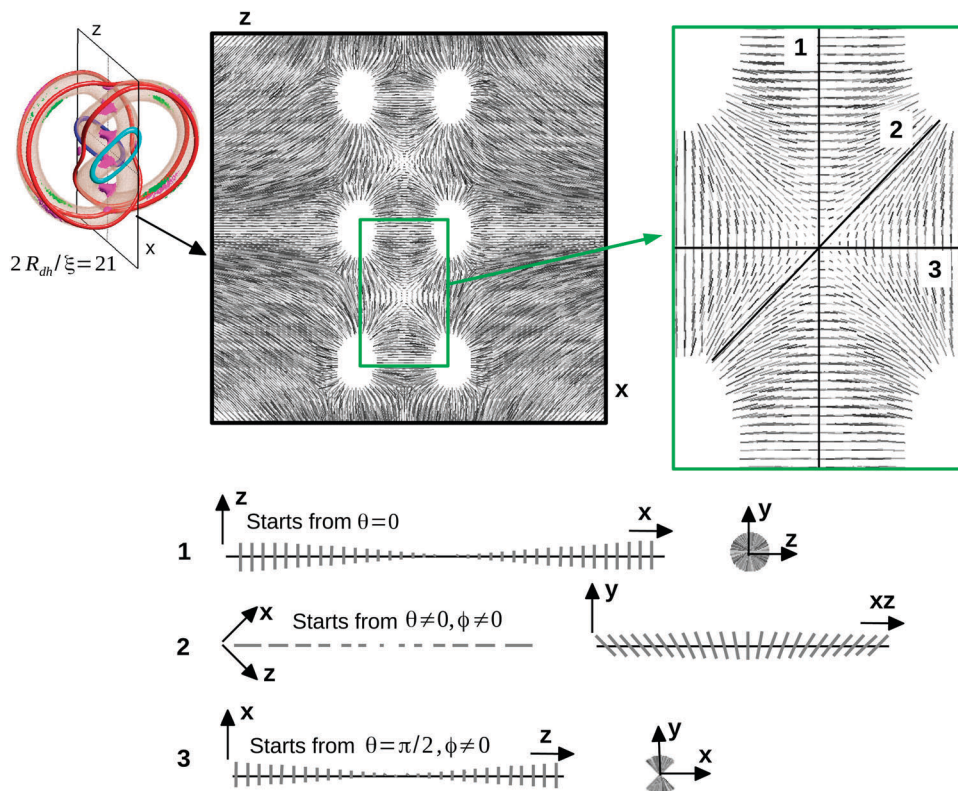 z
x
2 R_dh/ξ=21
z
x
1
2
3
1
z
Starts from θ=0
x
y
z
2
x
z
Starts from θ≠0, ϕ≠0
y
xz
3
x
Starts from θ=π/2, ϕ≠0
z
y
x